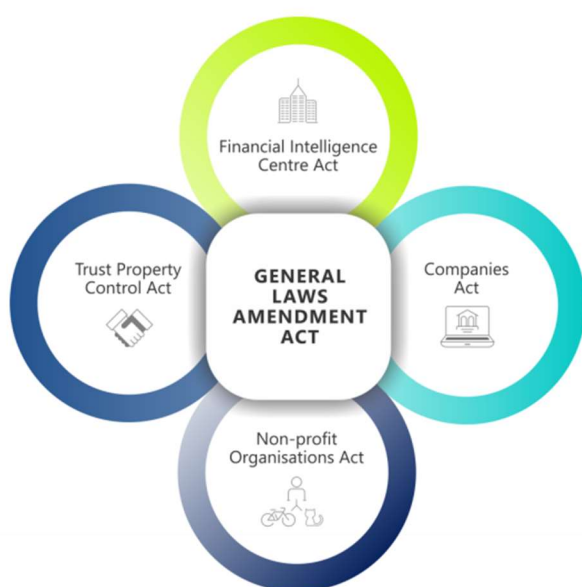 Financial Intelligence
Centre Act
Trust Property
Control Act
GENERAL
LAWS
AMENDMENT
ACT
Companies
Act
Non-profit
Organisations Act